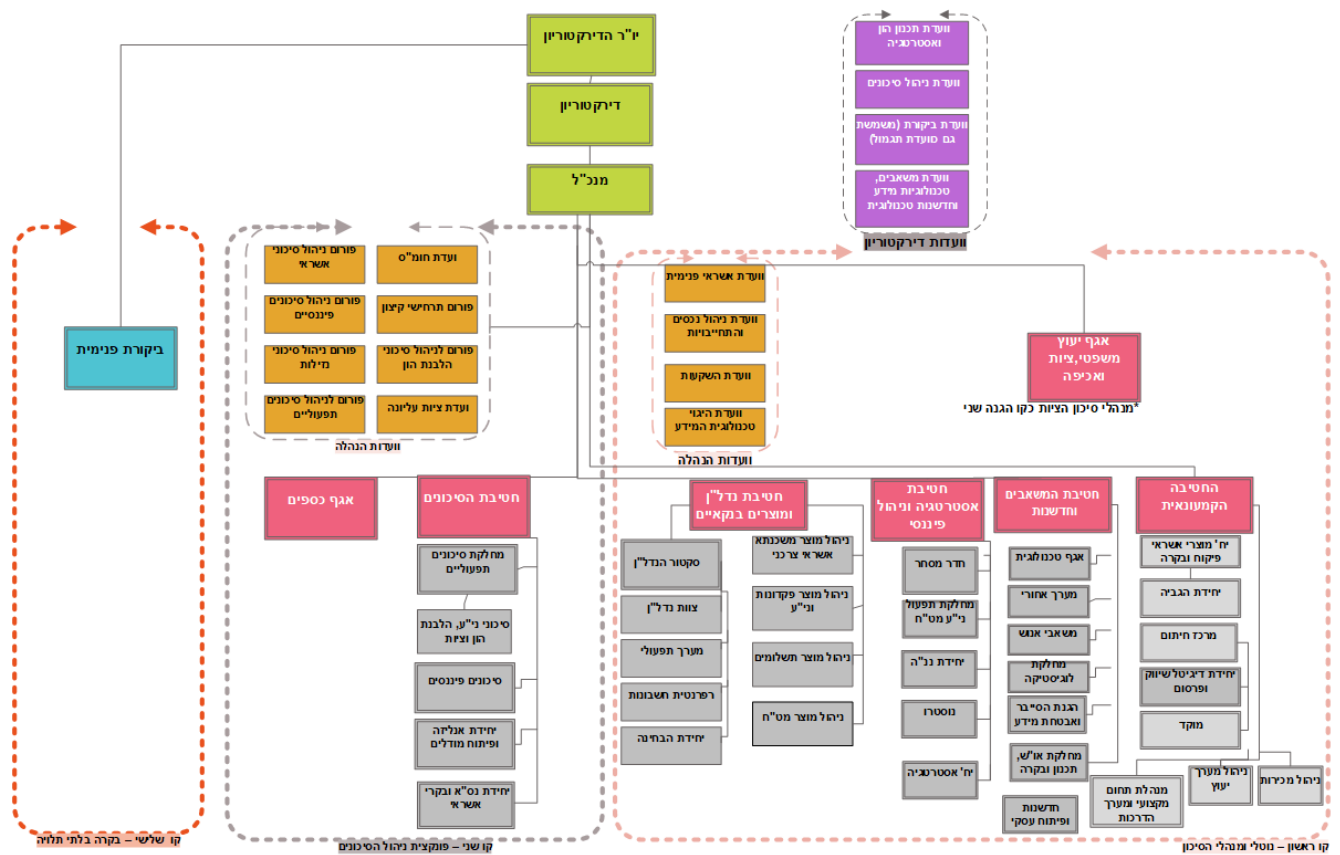 יו"ר הדירקטוריון
דירקטוריון
מנכ"ל
וועדת תכנון הון
ואסטרטגיה
וועדת ניהול סיכונים
וועדת ביקורת (משמשת
גם כוועדת תגמול)
וועדת משאבים,
טכנולוגיות מידע
וחדשנות טכנולוגית
וועדות דירקטוריון
אגף יעוץ
משפטי,ציות
ואכיפה
*מנהלי סיכון הציות כקו הגנה שני
וועדת אשראי פנימית
וועדת ניהול נכסים
והתחייבויות
וועדת השקעות
וועדת היגוי
טכנולוגית המידע
וועדות הנהלה
ועדת חומ"ס
פורום תרחישי קיצון
פורום לניהול סיכוני
הלבנת הון
ועדת ציות עליונה
פורום ניהול סיכוני
אשראי
פורום ניהול סיכונים
פיננסיים
פורום ניהול סיכוני
נזילות
פורום לניהול סיכונים
תפעוליים
וועדות הנהלה
ביקורת פנימית
החטיבה
הקמעונאית
יח' מוצרי אשראי
פיקוח ובקרה
יחידת הגביה
מרכז חיתום
יחידת דיגיטל שיווק
ופרסום
מוקד
ניהול מכירות
ניהול מערך
יעוץ
מנהלת תחום
מקצועי ומערך
הדרכות
חטיבת המשאבים
וחדשנות
אגף טכנולוגית
מערך אחורי
משאבי אנוש
מחלקת
לוגיסטיקה
הגנת הסייבר
ואבטחת מידע
מחלקת או"ש,
תכנון ובקרה
חדשנות
ופיתוח עסקי
חטיבת
אסטרטגיה וניהול
פיננסי
חדר מסחר
מחלקת תפעול
ני"ע מט"ח
יחידת ננ"ה
נוסטרו
יח' אסטרטגיה
חטיבת נדל"ן
ומוצרים בנקאיים
ניהול מוצר משכנתא
אשראי צרכני
ניהול מוצר פקדונות
וני"ע
ניהול מוצר תשלומים
ניהול מוצר מט"ח
סקטור הנדל"ן
צוות נדל"ן
מערך תפעולי
רפרנטית חשבונות
יחידת הבחינה
חטיבת הסיכונים
מחלקת סיכונים
תפעוליים
סיכוני ני"ע, הלבנת
הון וציות
סיכונים פיננסים
יחידת אנליזה
ופיתוח מודלים
יחידת נס"א ובקרי
אשראי
אגף כספים
קו ראשון – נוטלי ומנהלי הסיכון
קו שני – פונקצית ניהול הסיכונים
קו שלישי – בקרה בלתי תלויה